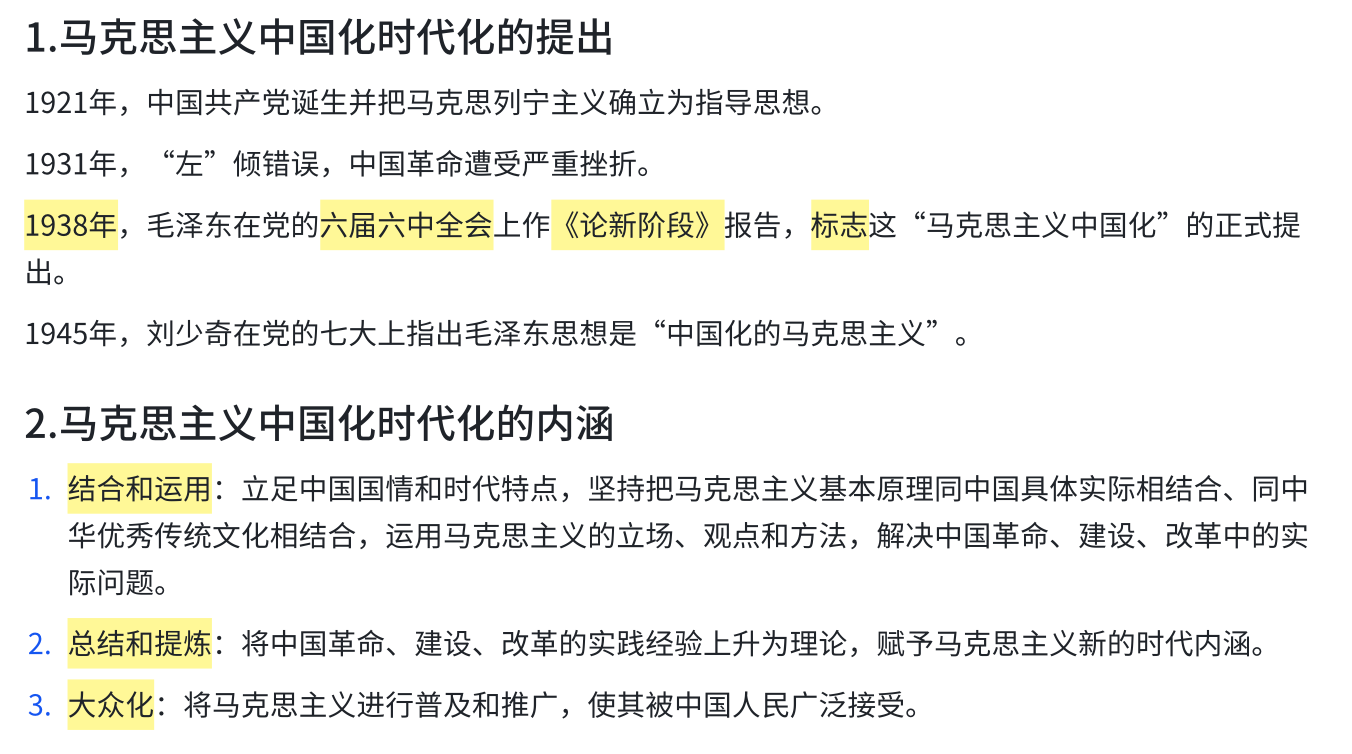 1.马克思主义中国化时代化的提出
1921年，中国共产党诞生并把马克思列宁主义确立为指导思想。
1931年，“左”倾错误，中国革命遭受严重挫折。
1938年，毛泽东在党的六届六中全会上作《论新阶段》报告，标志这“马克思主义中国化”的正式提
出。
1945年，刘少奇在党的七大上指出毛泽东思想是“中国化的马克思主义”。
2.马克思主义中国化时代化的内涵
1. 结合和运用：立足中国国情和时代特点，坚持把马克思主义基本原理同中国具体实际相结合、同中
华优秀传统文化相结合，运用马克思主义的立场、观点和方法，解决中国革命、建设、改革中的实
际问题。
2. 总结和提炼：将中国革命、建设、改革的实践经验上升为理论，赋予马克思主义新的时代内涵。
3. 大众化：将马克思主义进行普及和推广，使其被中国人民广泛接受。